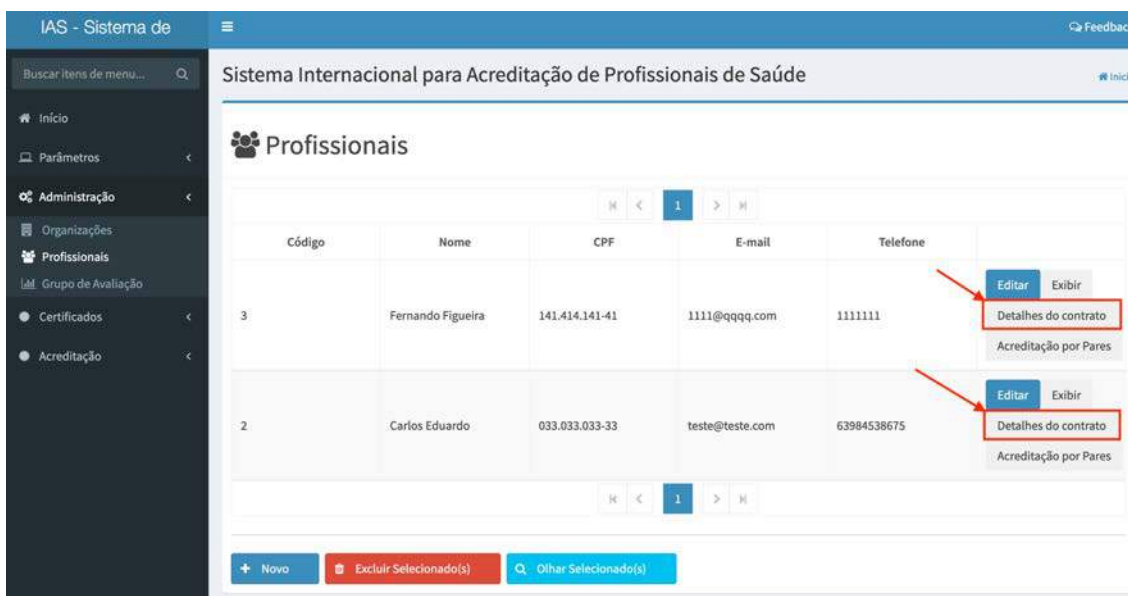 IAS - Sistema de
Feedbac
Buscar itens de menu...
Sistema Internacional para Acreditação de Profissionais de Saúde
Iníci
Início
Parâmetros
Administração
Organizações
Profissionais
Grupo de Avaliação
Certificados
Acreditação
Profissionais
1
Código Nome CPF E-mail Telefone
Editar Exibir
3 Fernando Figueira 141.414.141-41 1111@qqqq.com 1111111 Detalhes do contrato
Acreditação por Pares
Editar Exibir
2 Carlos Eduardo 033.033.033-33 teste@teste.com 63984538675 Detalhes do contrato
Acreditação por Pares
1
+ Novo Excluir Selecionado(s) Olhar Selecionado(s)